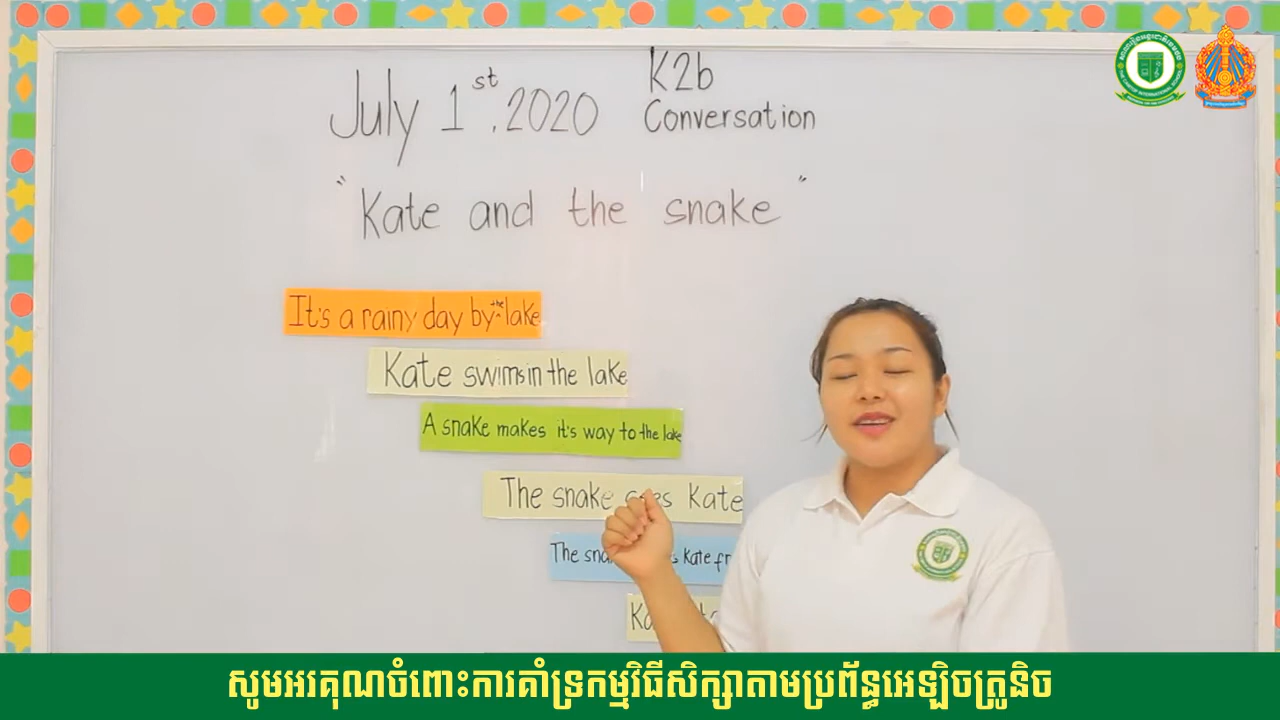 July 1st, 2020
K2b
Conversation
"Kate and the snake"
It's a rainy day by the lake
Kate swims in the lake
A snake makes it's way to the lake
The snake Kate
The Kate
សូមអរគុណចំពោះការគាំទ្រកម្មវិធីសិក្សាតាមប្រព័ន្ធអេឡិចត្រូនិច